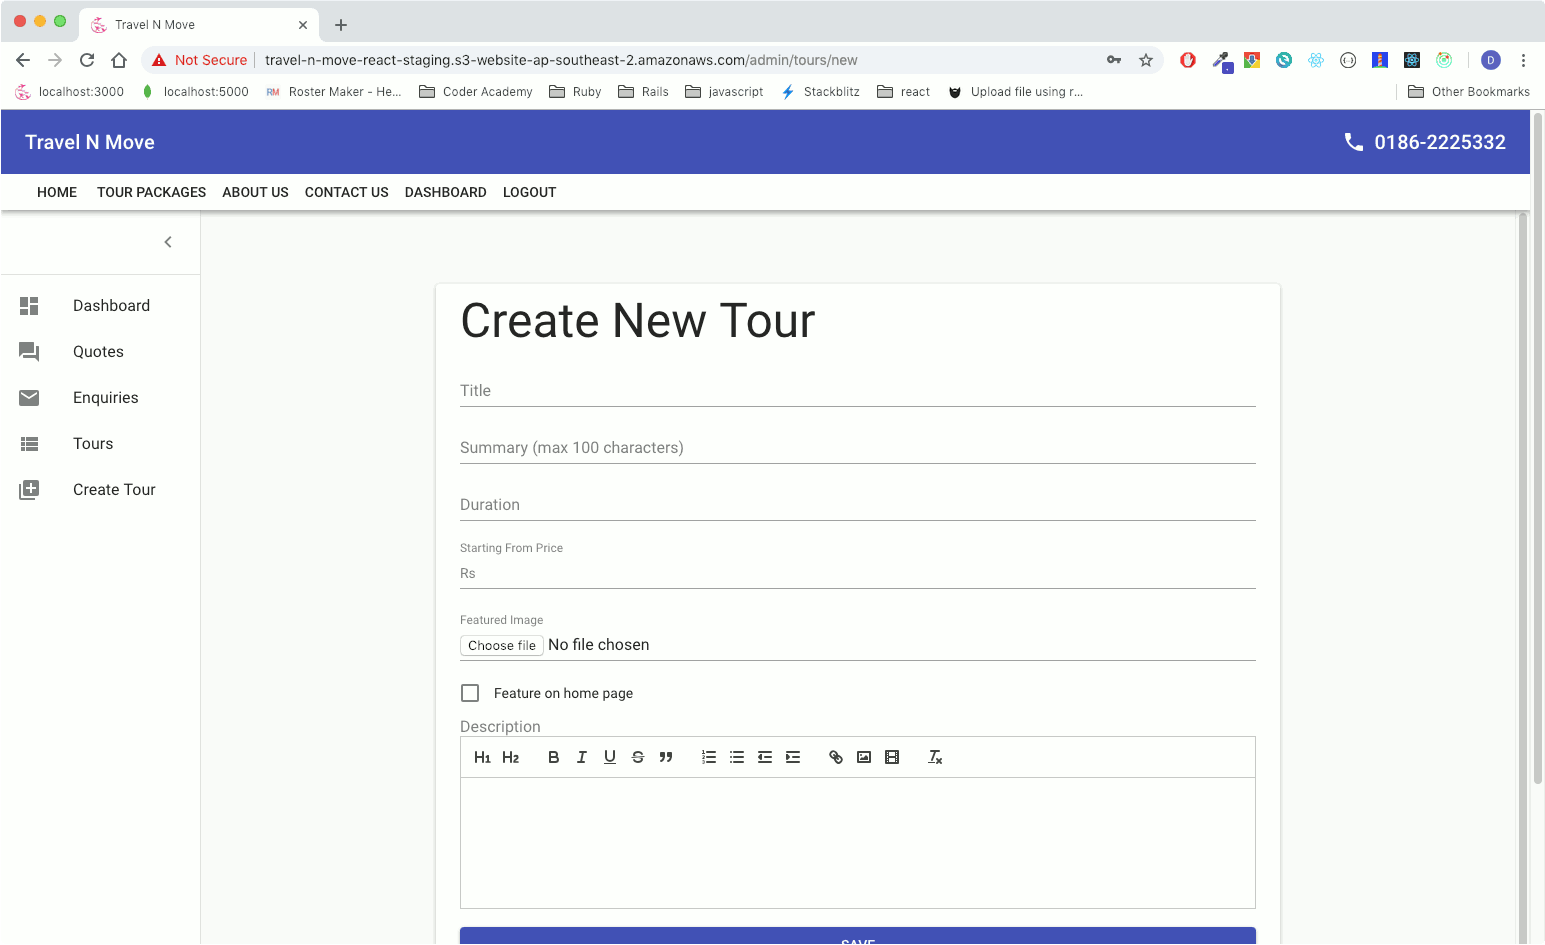 Travel N Move
Not Secure travel-n-move-react-staging.s3-website-ap-southeast-2.amazonaws.com/admin/tours/new D
localhost:3000 localhost:5000 RM Roster Maker - He... Coder Academy Ruby Rails javascript Stackblitz react Upload file using r... Other Bookmarks
Travel N Move 0186-2225332
HOME TOUR PACKAGES ABOUT US CONTACT US DASHBOARD LOGOUT
Dashboard
Quotes
Enquiries
Tours
Create Tour
Create New Tour
Title
Summary (max 100 characters)
Duration
Starting From Price
Rs
Featured Image
Choose file No file chosen
Feature on home page
Description
H1 H2 B I U S
SAVE